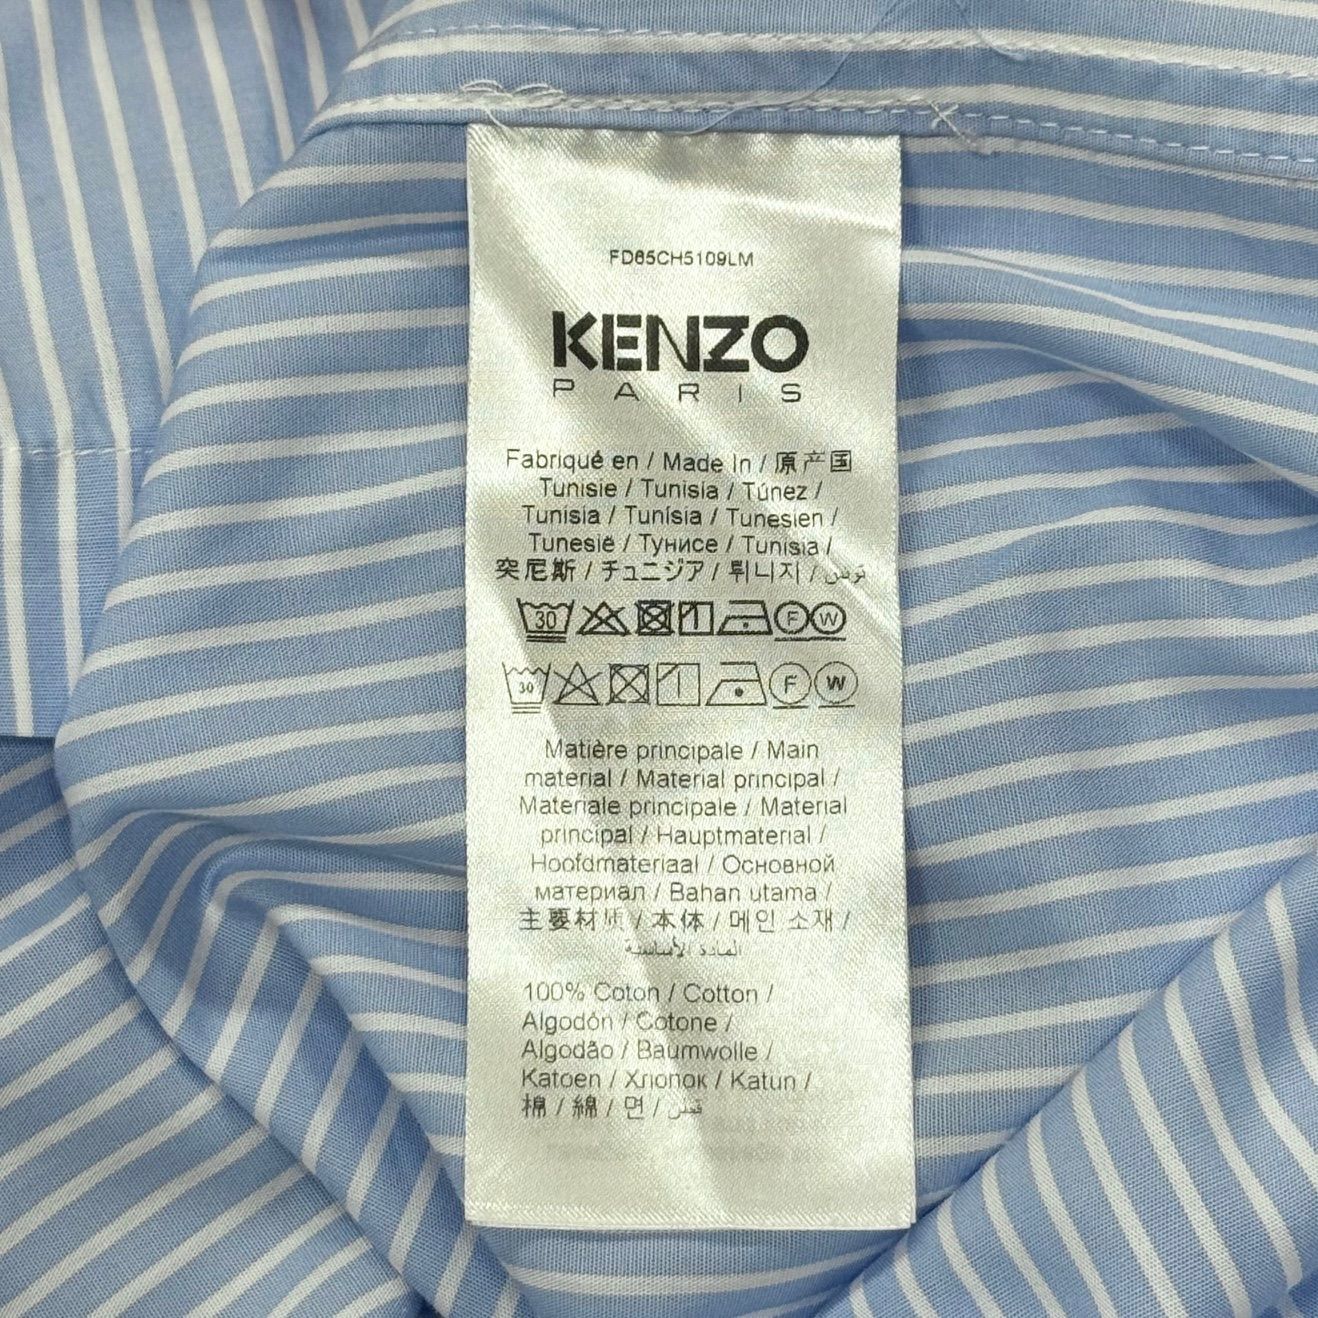 FD65CH5109LM
KENZO
PARIS
Fabriqué en / Made In / 原产国
Tunisie / Tunisia / Túnez /
Tunisia / Tunísia / Tunesien /
Tunesië / Тунисе / Tunisia /
突尼斯 / チュニジア / 튀니지 / تونس
30 F W
30 F W
Matière principale / Main
material / Material principal /
Materiale principale / Material
principal / Hauptmaterial /
Hoofdmateriaal / Основной
материал / Bahan utama /
主要材质 / 本体 / 메인 소재 /
المادة الأساسية
100% Coton / Cotton /
Algodón / Cotone /
Algodão / Baumwolle /
Katoen / Хлопок / Katun /
棉 / 綿 / 면 / قطن